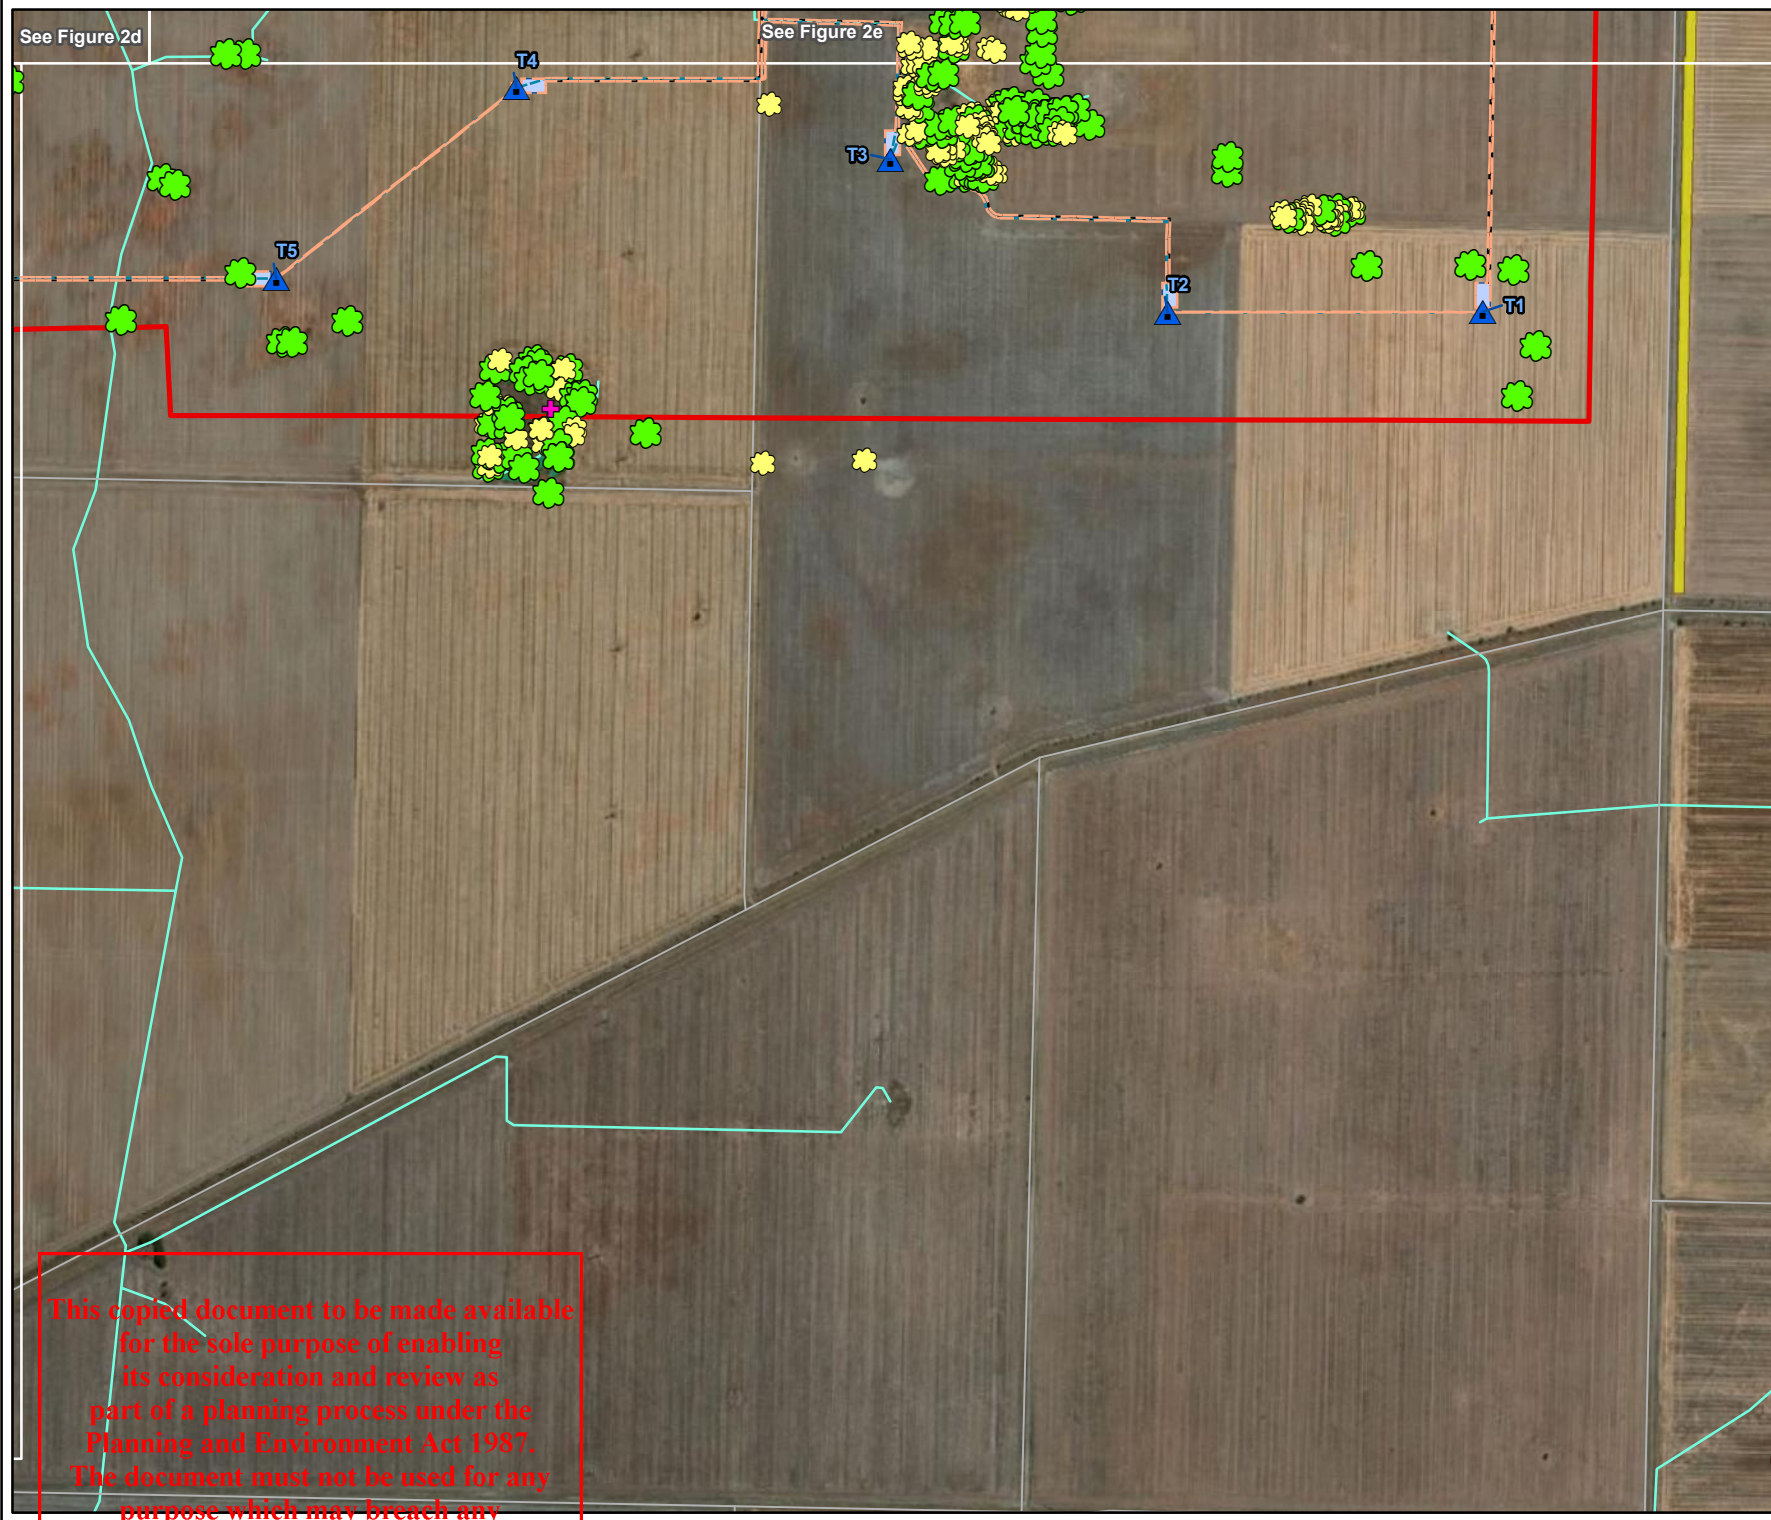 See Figure 2d
See Figure 2e
T4
T3
T5
T2
T1
This copied document to be made available
for the sole purpose of enabling
its consideration and review as
part of a planning process under the
Planning and Environment Act 1987.
The document must not be used for any
purpose which may breach any